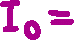 I₀ =